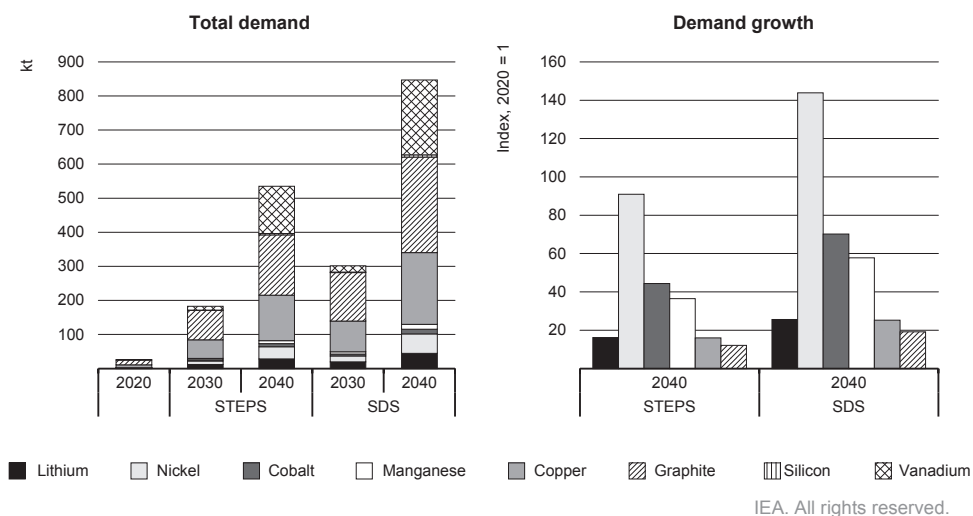 Total demand
Demand growth
kt
900
800
700
600
500
400
300
200
100
2020
2030
2040
2030
2040
STEPS
SDS
Index, 2020 = 1
160
140
120
100
80
60
40
20
2040
2040
STEPS
SDS
Lithium
Nickel
Cobalt
Manganese
Copper
Graphite
Silicon
Vanadium
IEA. All rights reserved.